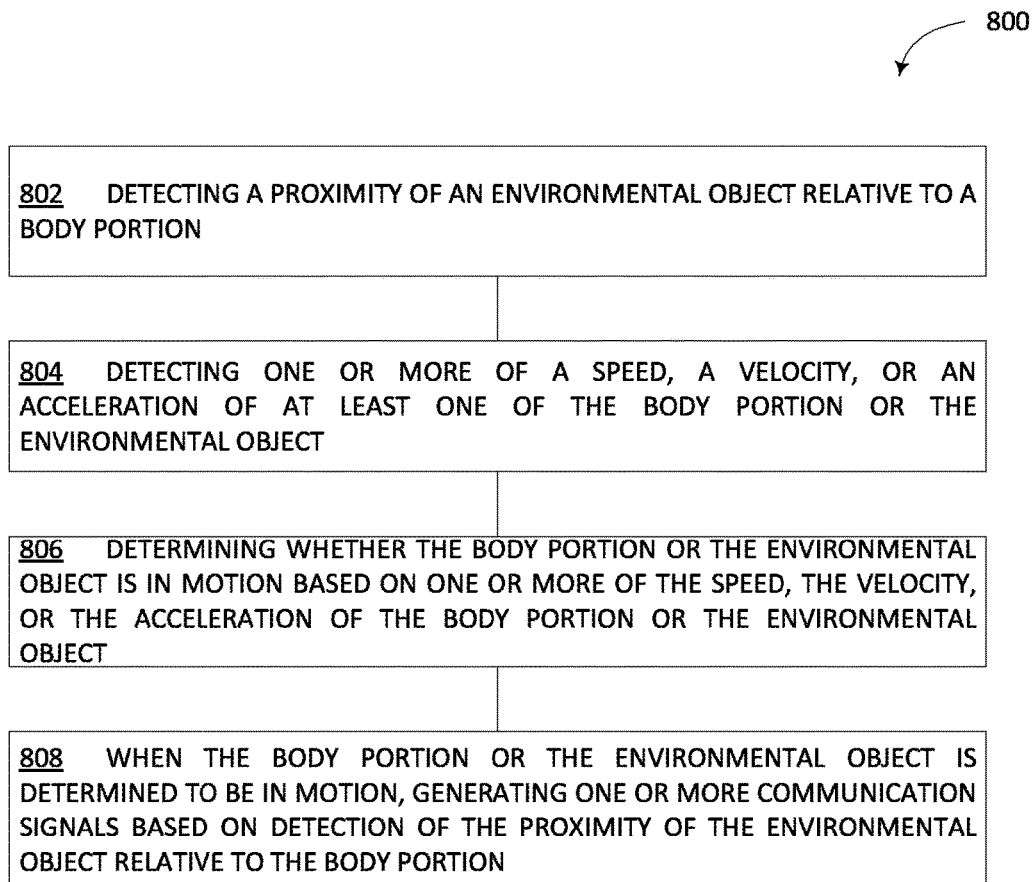 800
802 DETECTING A PROXIMITY OF AN ENVIRONMENTAL OBJECT RELATIVE TO A
BODY PORTION
804 DETECTING ONE OR MORE OF A SPEED, A VELOCITY, OR AN
ACCELERATION OF AT LEAST ONE OF THE BODY PORTION OR THE
ENVIRONMENTAL OBJECT
806 DETERMINING WHETHER THE BODY PORTION OR THE ENVIRONMENTAL
OBJECT IS IN MOTION BASED ON ONE OR MORE OF THE SPEED, THE VELOCITY,
OR THE ACCELERATION OF THE BODY PORTION OR THE ENVIRONMENTAL
OBJECT
808 WHEN THE BODY PORTION OR THE ENVIRONMENTAL OBJECT IS
DETERMINED TO BE IN MOTION, GENERATING ONE OR MORE COMMUNICATION
SIGNALS BASED ON DETECTION OF THE PROXIMITY OF THE ENVIRONMENTAL
OBJECT RELATIVE TO THE BODY PORTION